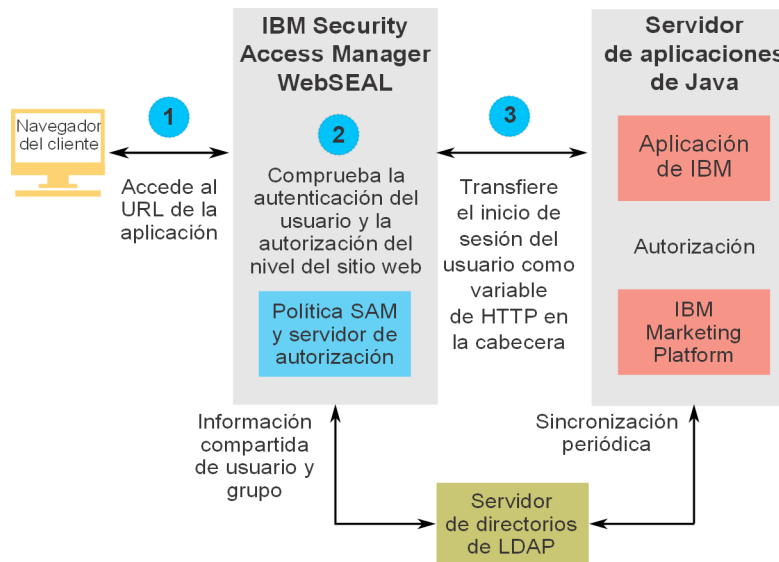 IBM Security
Access Manager
WebSEAL
Servidor
de aplicaciones
de Java
Navegador
del cliente
1
Accede al
URL de la
aplicación
2
Comprueba la
autenticación del
usuario y la
autorización del
nivel del sitio web
Política SAM
y servidor de
autorización
3
Transfiere
el inicio de
sesión del
usuario como
variable
de HTTP en
la cabecera
Aplicación
de IBM
Autorización
IBM
Marketing
Platform
Información
compartida
de usuario y
grupo
Sincronización
periódica
Servidor
de directorios
de LDAP